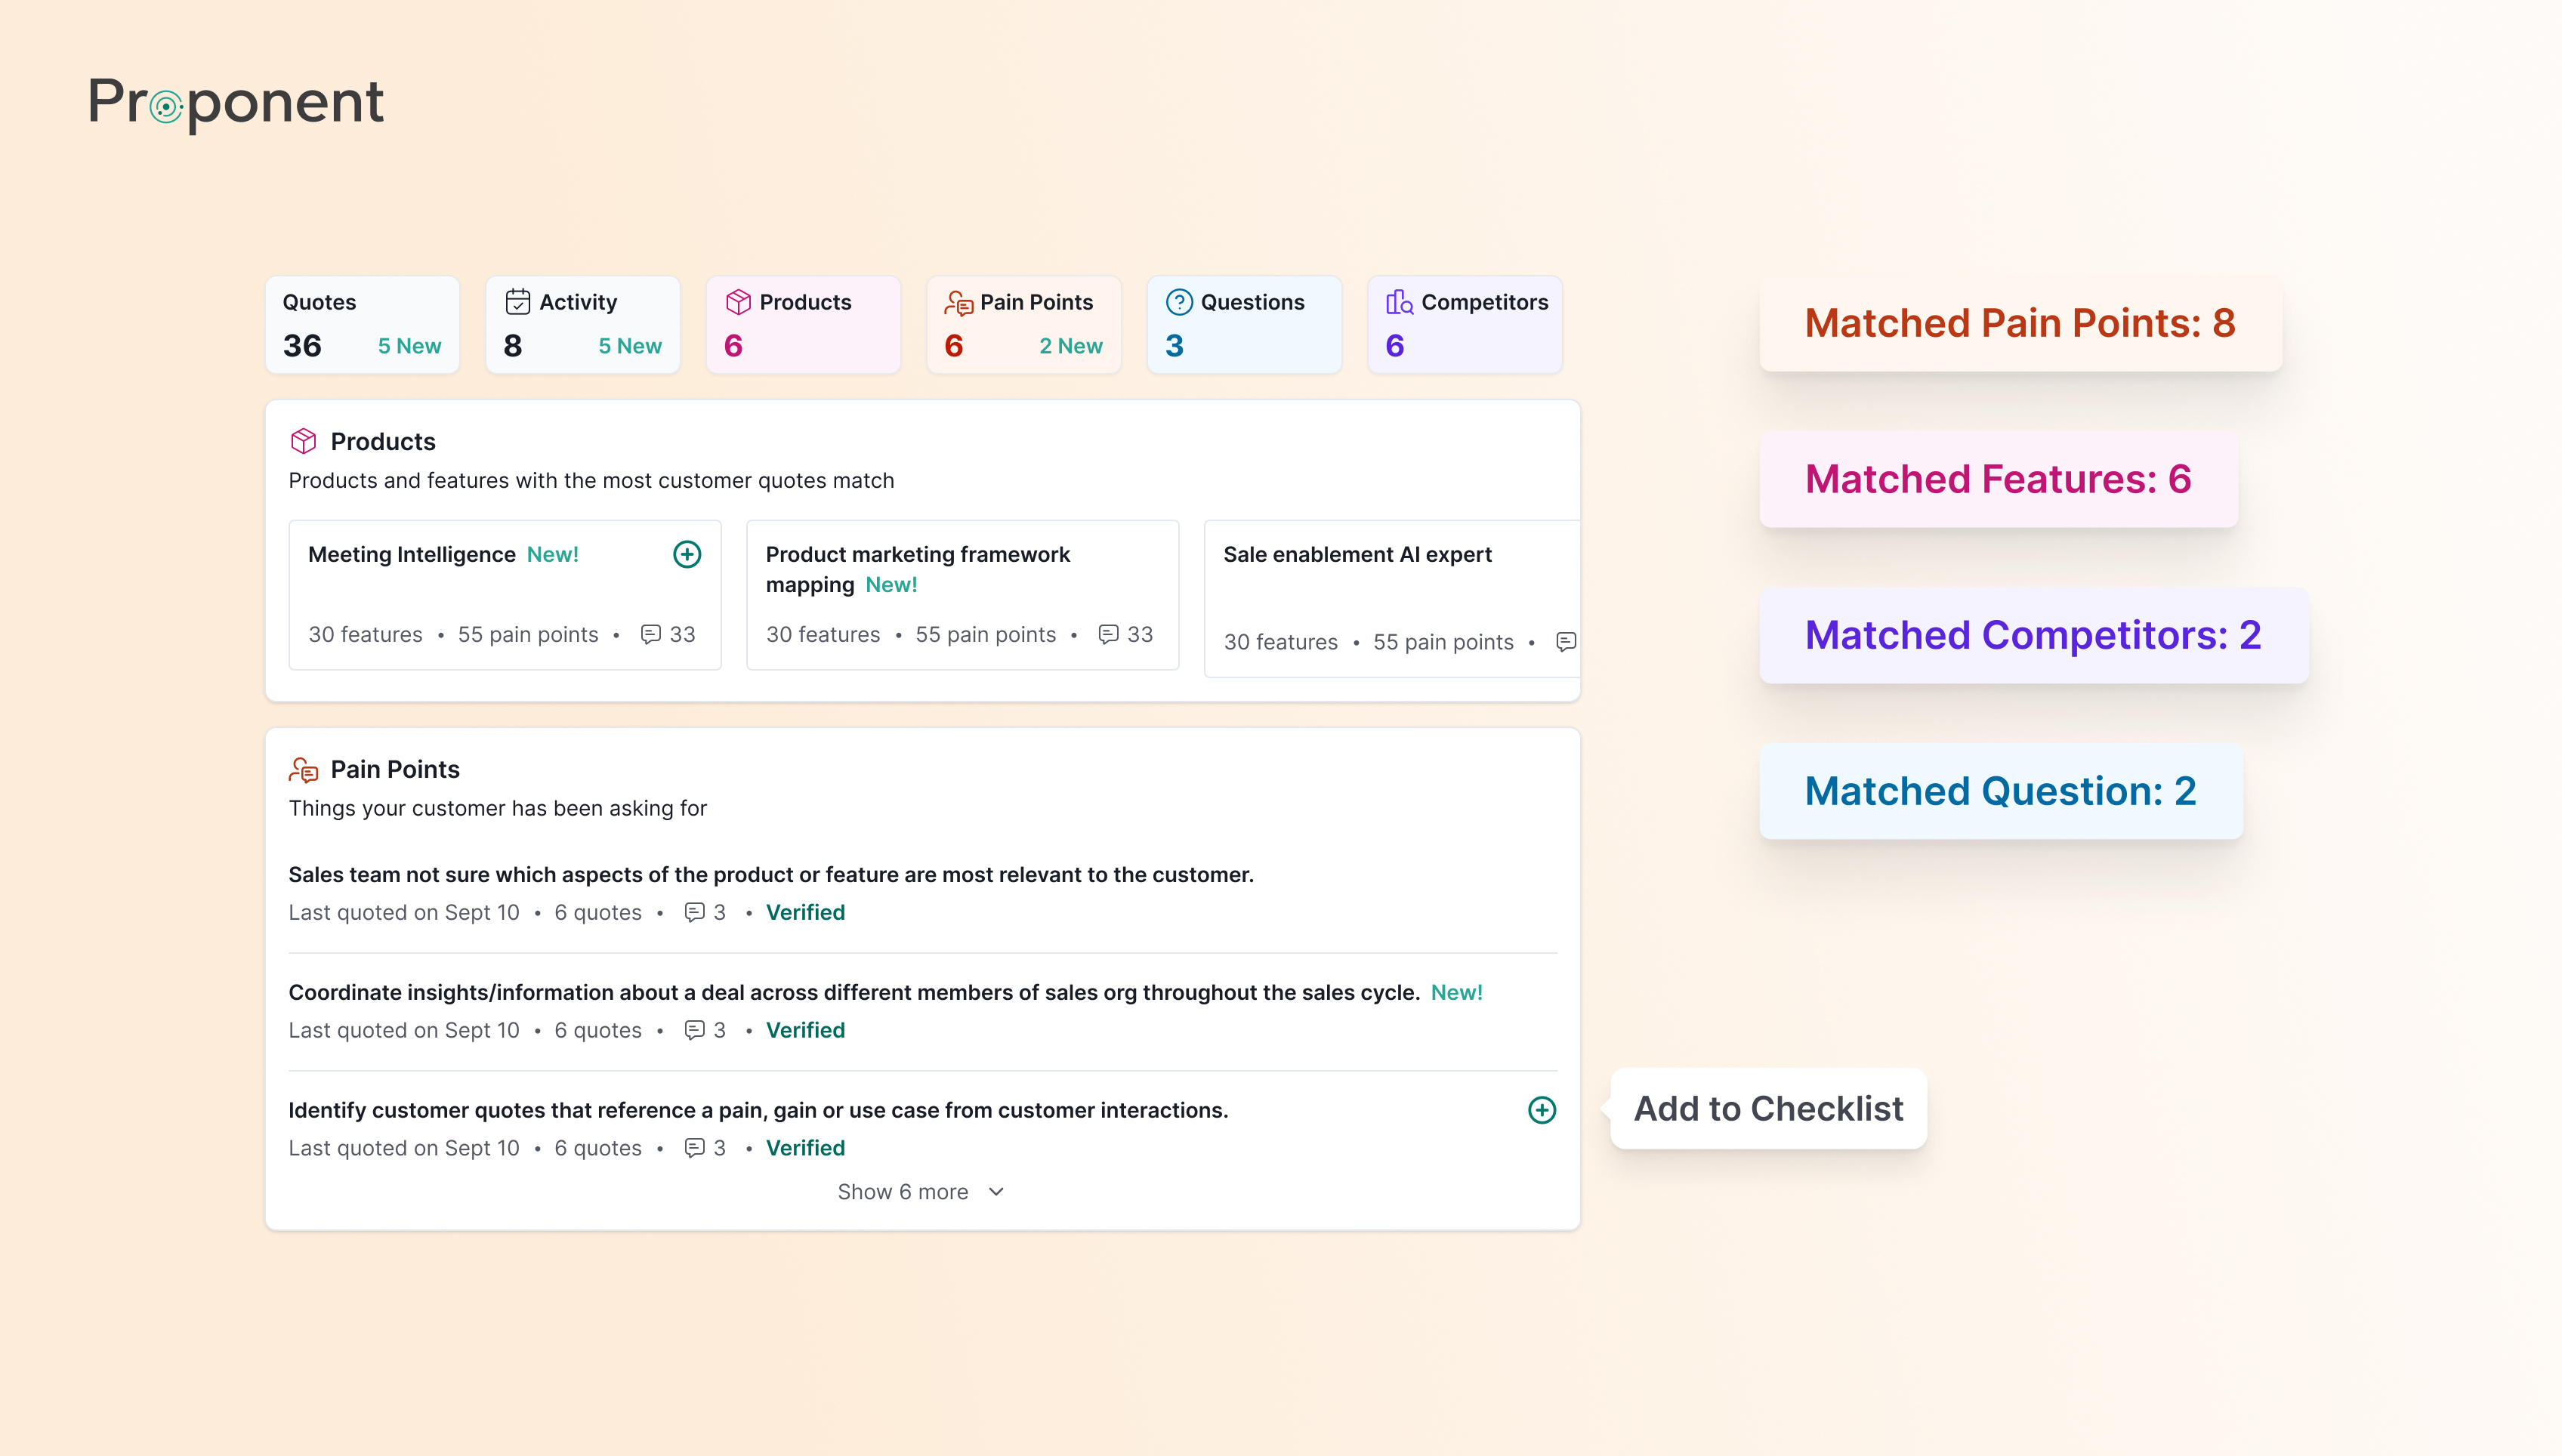 Proponent
Quotes
36 5 New
Activity
8 5 New
Products
6
Pain Points
6 2 New
Questions
3
Competitors
6
Products
Products and features with the most customer quotes match
Meeting Intelligence New!
30 features • 55 pain points • 33
Product marketing framework
mapping New!
30 features • 55 pain points • 33
Sale enablement AI expert
30 features • 55 pain points •
Pain Points
Things your customer has been asking for
Sales team not sure which aspects of the product or feature are most relevant to the customer.
Last quoted on Sept 10 • 6 quotes • 3 • Verified
Coordinate insights/information about a deal across different members of sales org throughout the sales cycle. New!
Last quoted on Sept 10 • 6 quotes • 3 • Verified
Identify customer quotes that reference a pain, gain or use case from customer interactions.
Last quoted on Sept 10 • 6 quotes • 3 • Verified
Show 6 more
Add to Checklist
Matched Pain Points: 8
Matched Features: 6
Matched Competitors: 2
Matched Question: 2